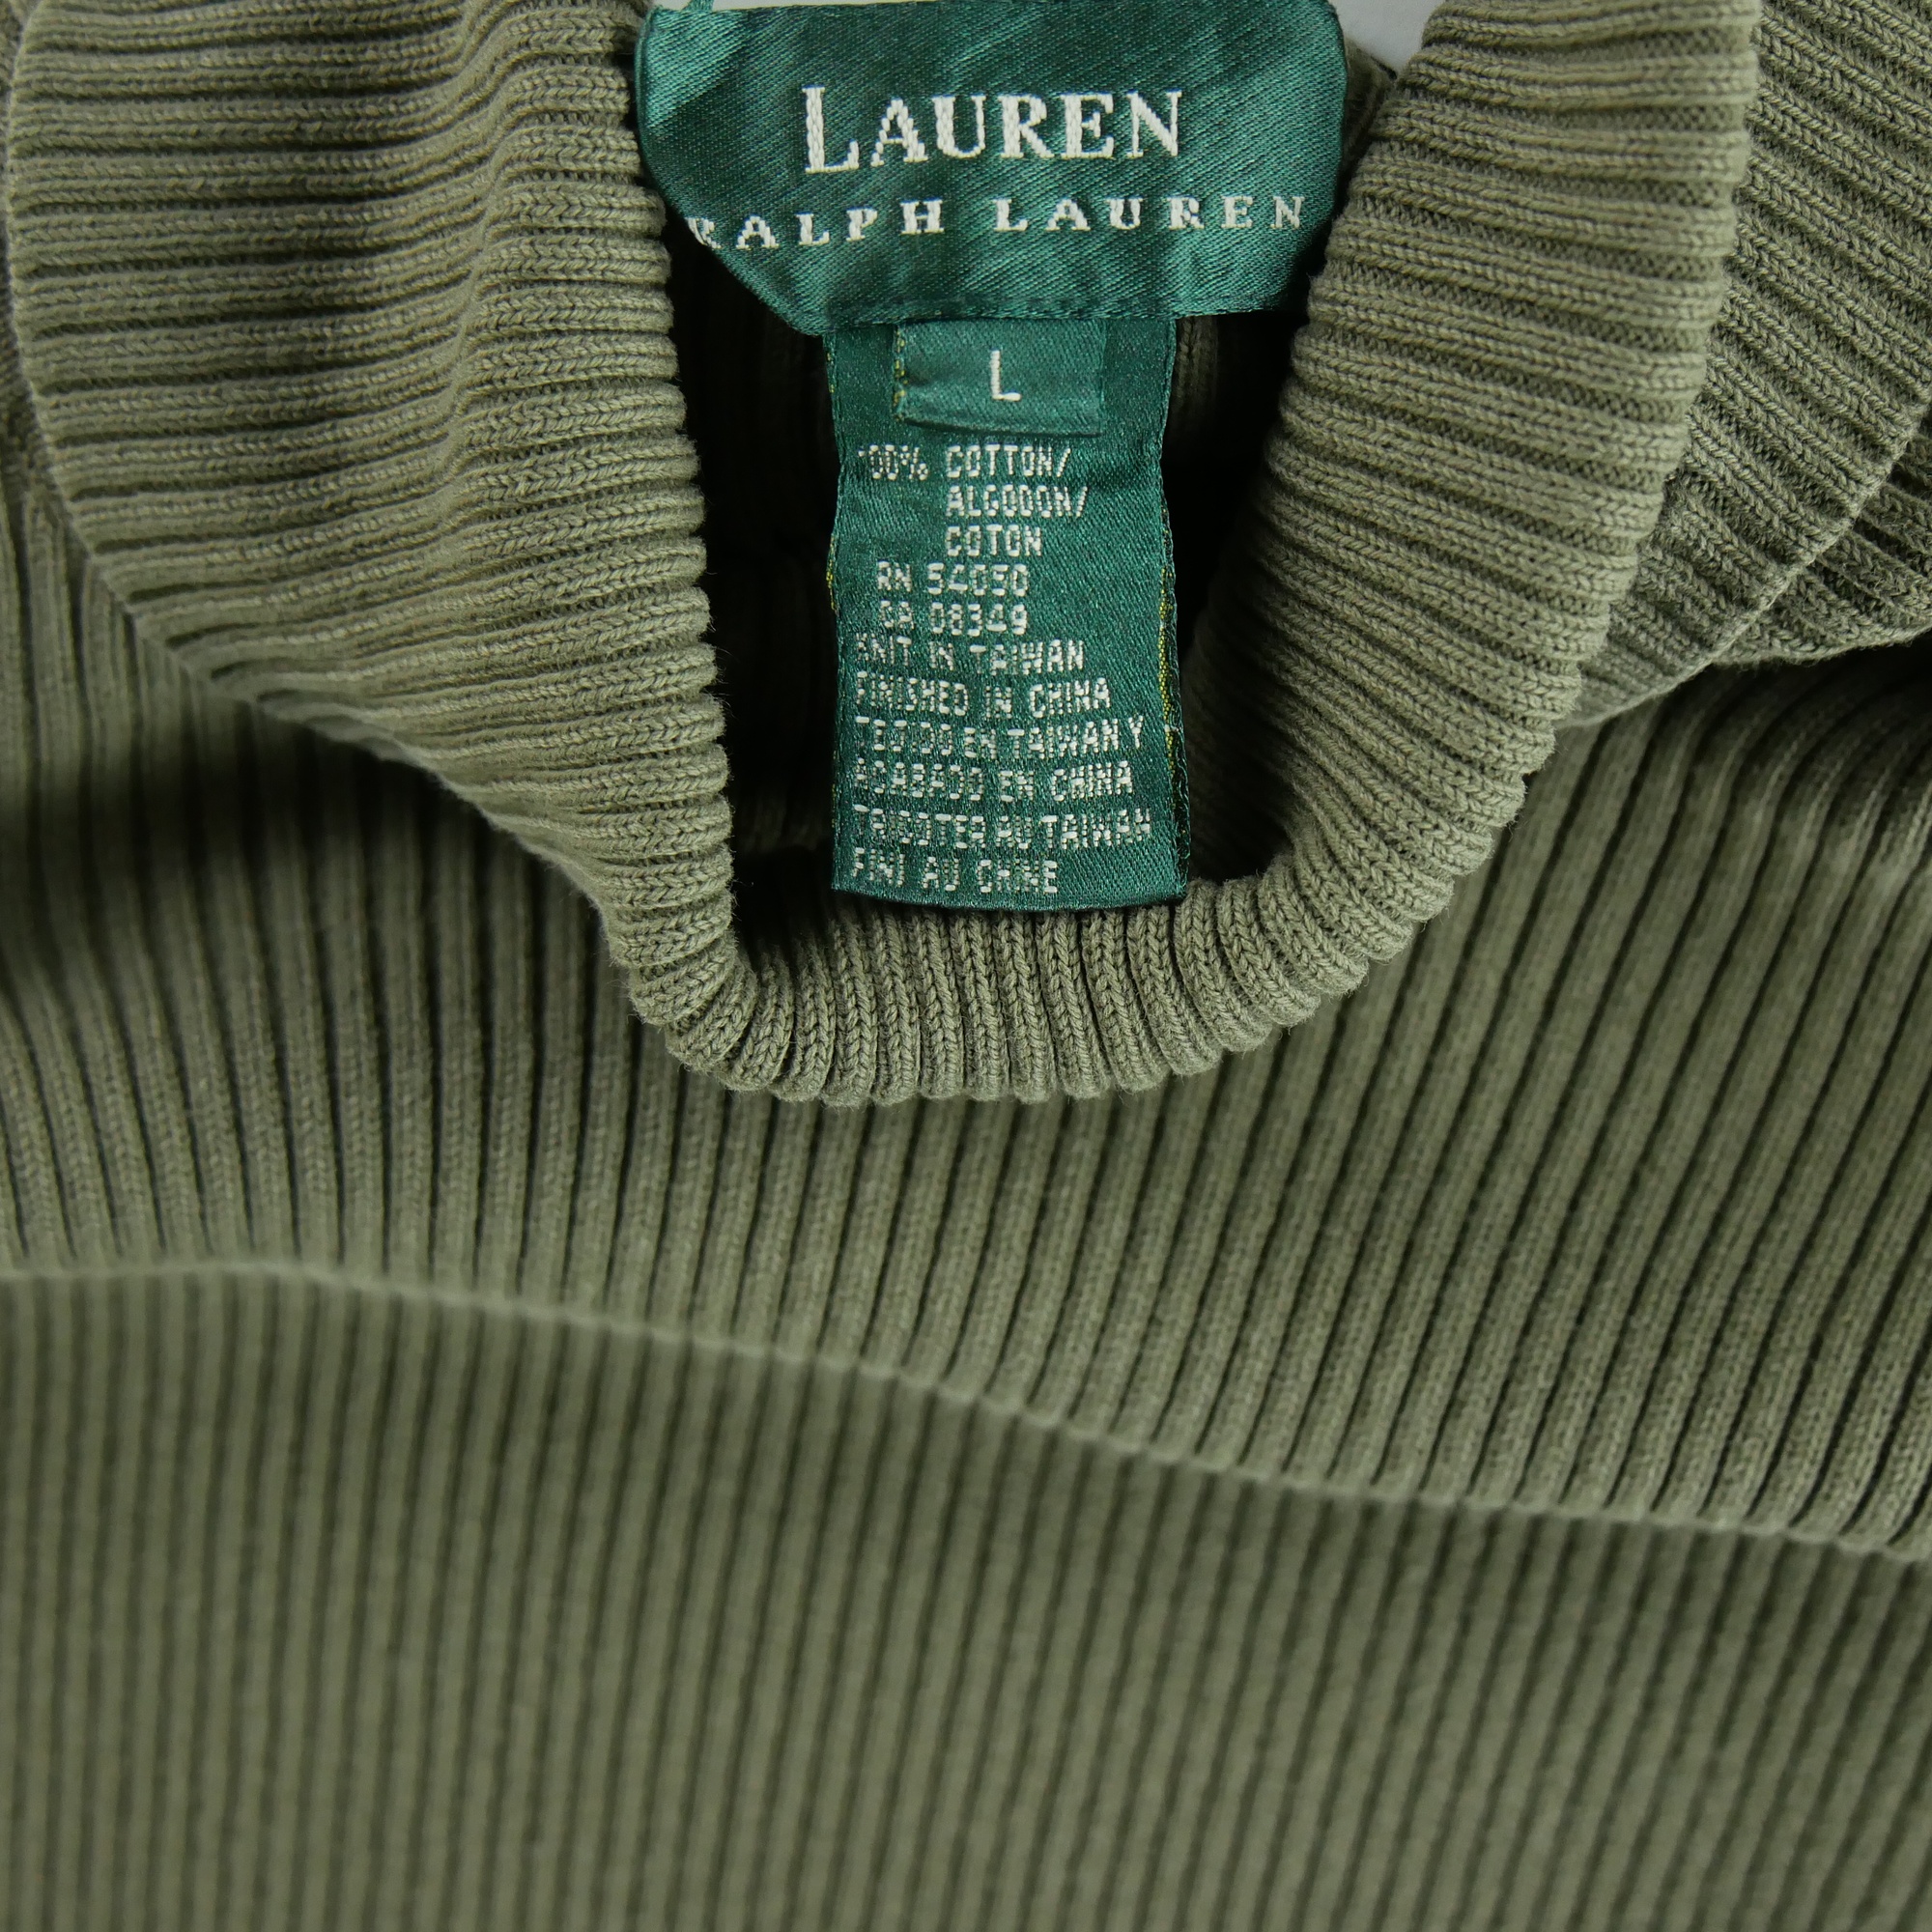 LAUREN
RALPH LAUREN
L
100% COTTON/
ALGODON/
COTON
RN 54050
CA 08349
KNIT IN TAIWAN
FINISHED IN CHINA
TEJIDO EN TAIWAN Y
ACABADO EN CHINA
TRICOTER AU TAIWAN
FINI AU CHINE